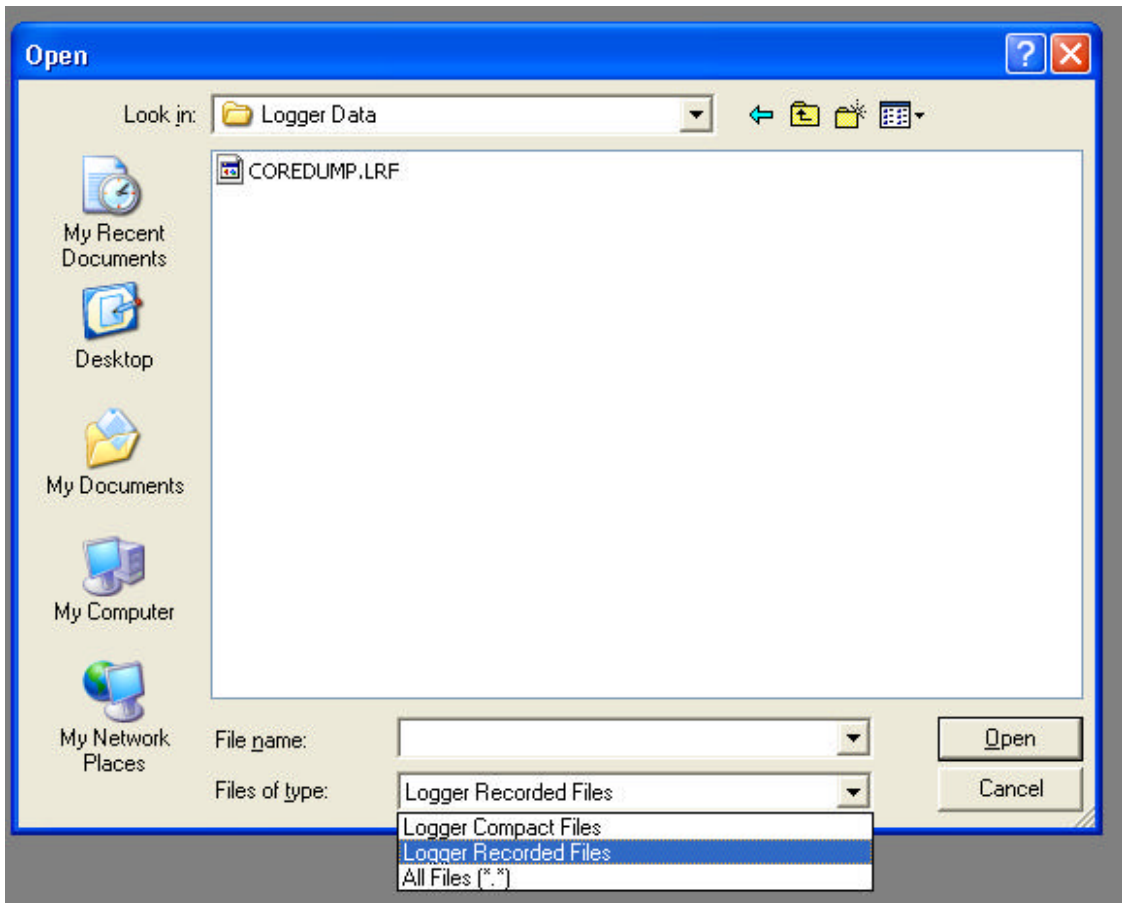 Open
Look in: Logger Data
COREDUMP.LRF
My Recent
Documents
Desktop
My Documents
My Computer
My Network
Places
File name:
Open
Files of type: Logger Recorded Files
Cancel
Logger Compact Files
Logger Recorded Files
All Files (*.*)